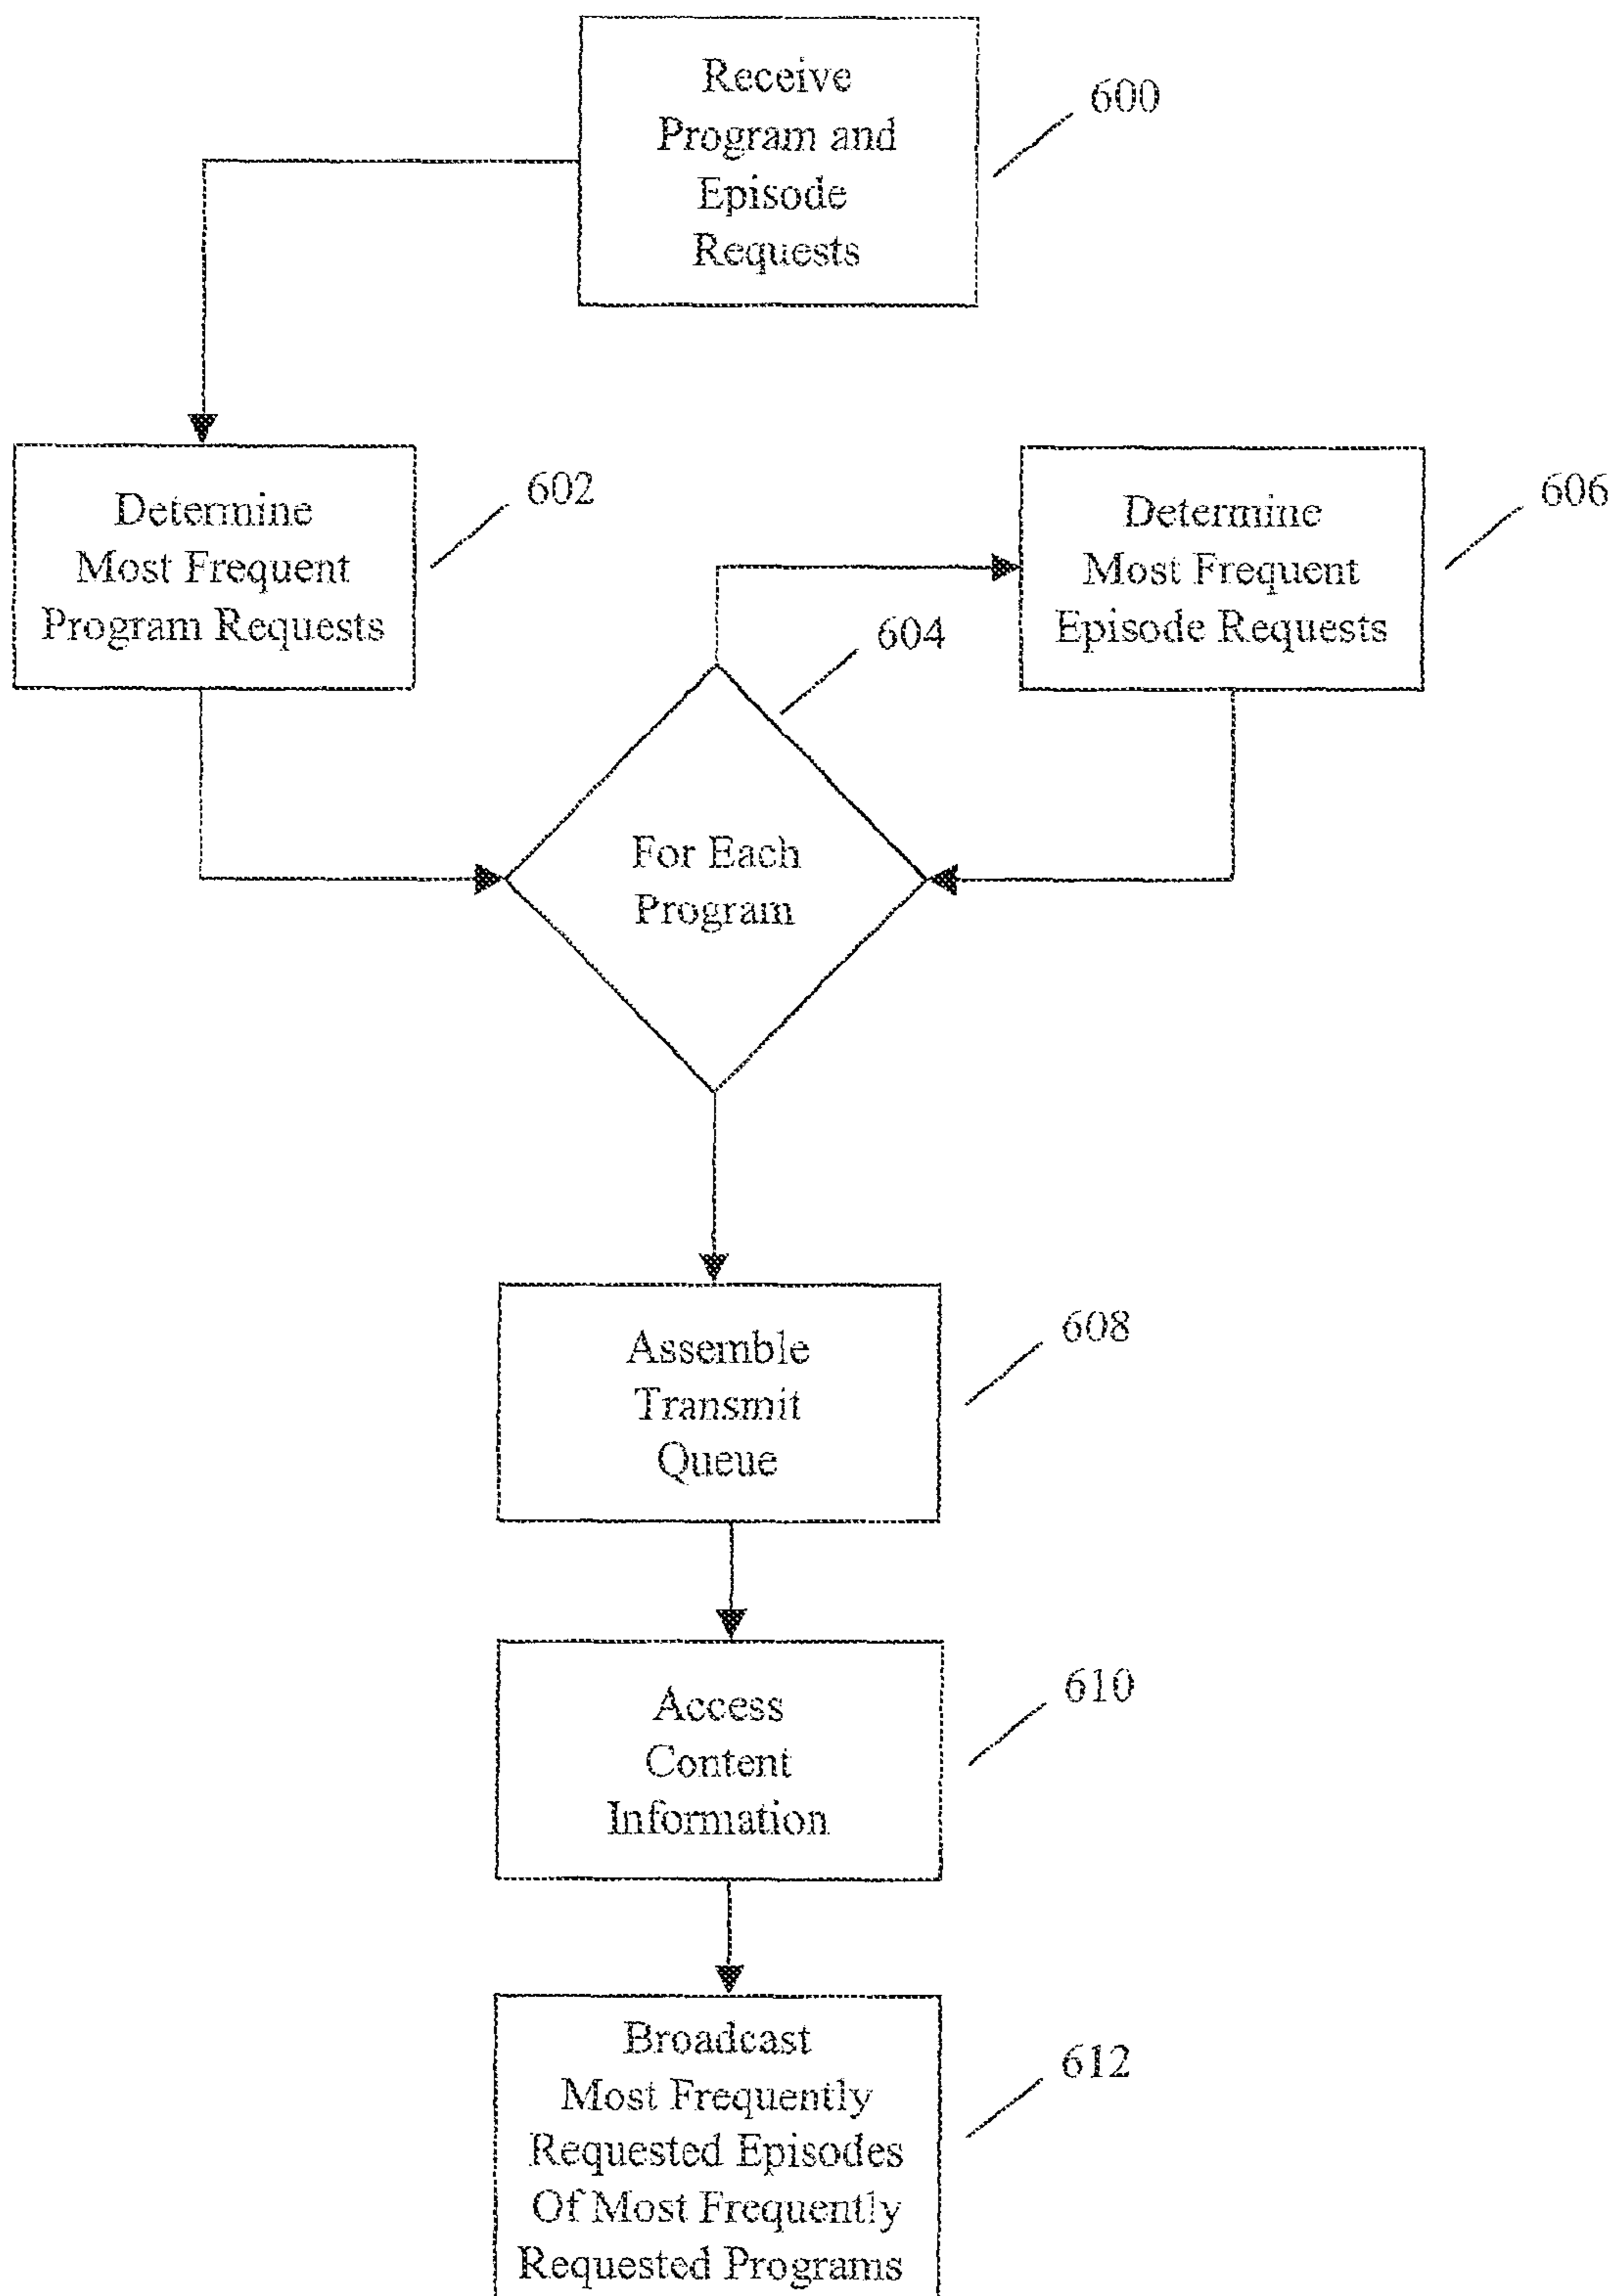 Receive
Program and
Episode
Requests
600
Determine
Most Frequent
Program Requests
602
Determine
Most Frequent
Episode Requests
606
604
For Each
Program
Assemble
Transmit
Queue
608
Access
Content
Information
610
Broadcast
Most Frequently
Requested Episodes
Of Most Frequently
Requested Programs
612